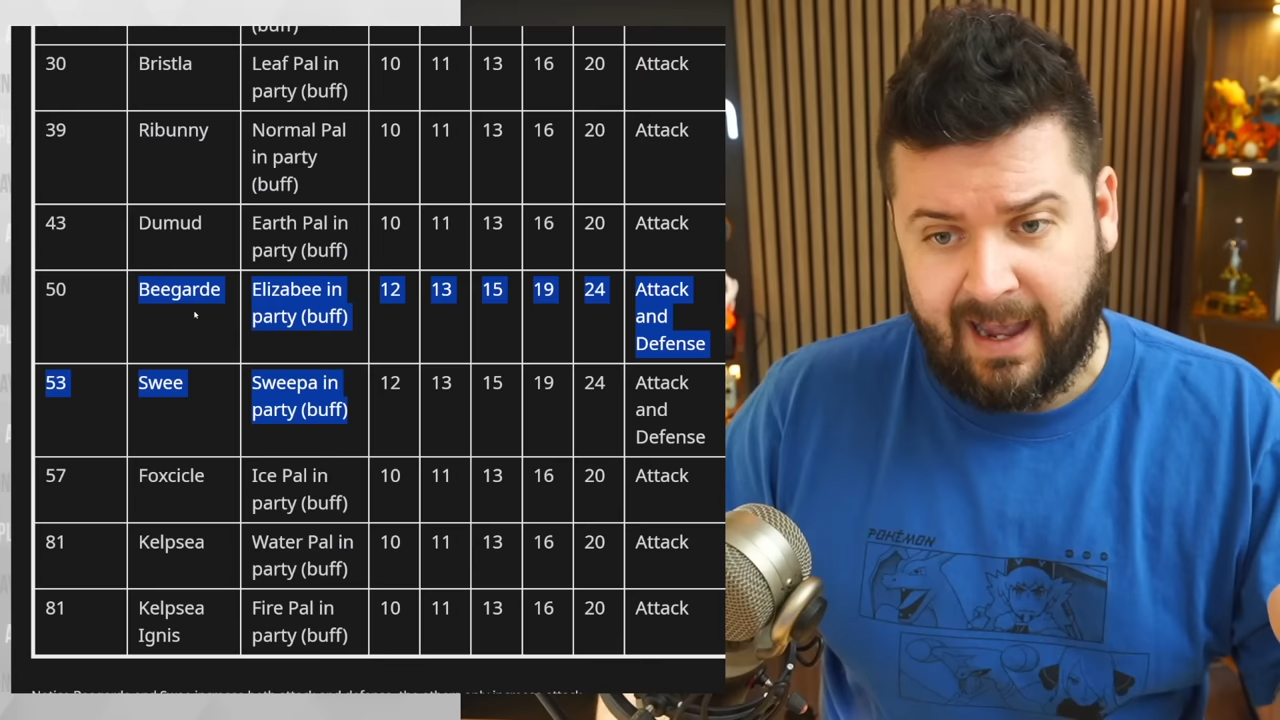 (buff)
30 Bristla Leaf Pal in 10 11 13 16 20 Attack
party (buff)
39 Ribunny Normal Pal 10 11 13 16 20 Attack
in party
(buff)
43 Dumud Earth Pal in 10 11 13 16 20 Attack
party (buff)
50 Beegarde Elizabee in 12 13 15 19 24 Attack
party (buff) and
Defense
53 Swee Sweepa in 12 13 15 19 24 Attack
party (buff) and
Defense
57 Foxcicle Ice Pal in 10 11 13 16 20 Attack
party (buff)
81 Kelpsea Water Pal in 10 11 13 16 20 Attack
party (buff)
81 Kelpsea Fire Pal in 10 11 13 16 20 Attack
Ignis party (buff)
POKÉMON